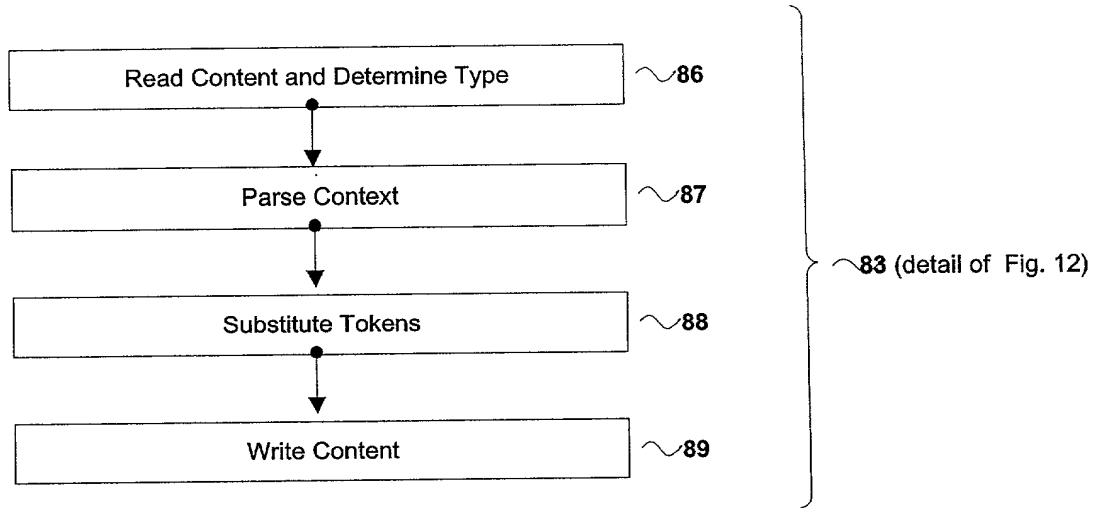 Read Content and Determine Type 86
Parse Context 87
83 (detail of Fig. 12)
Substitute Tokens 88
Write Content 89